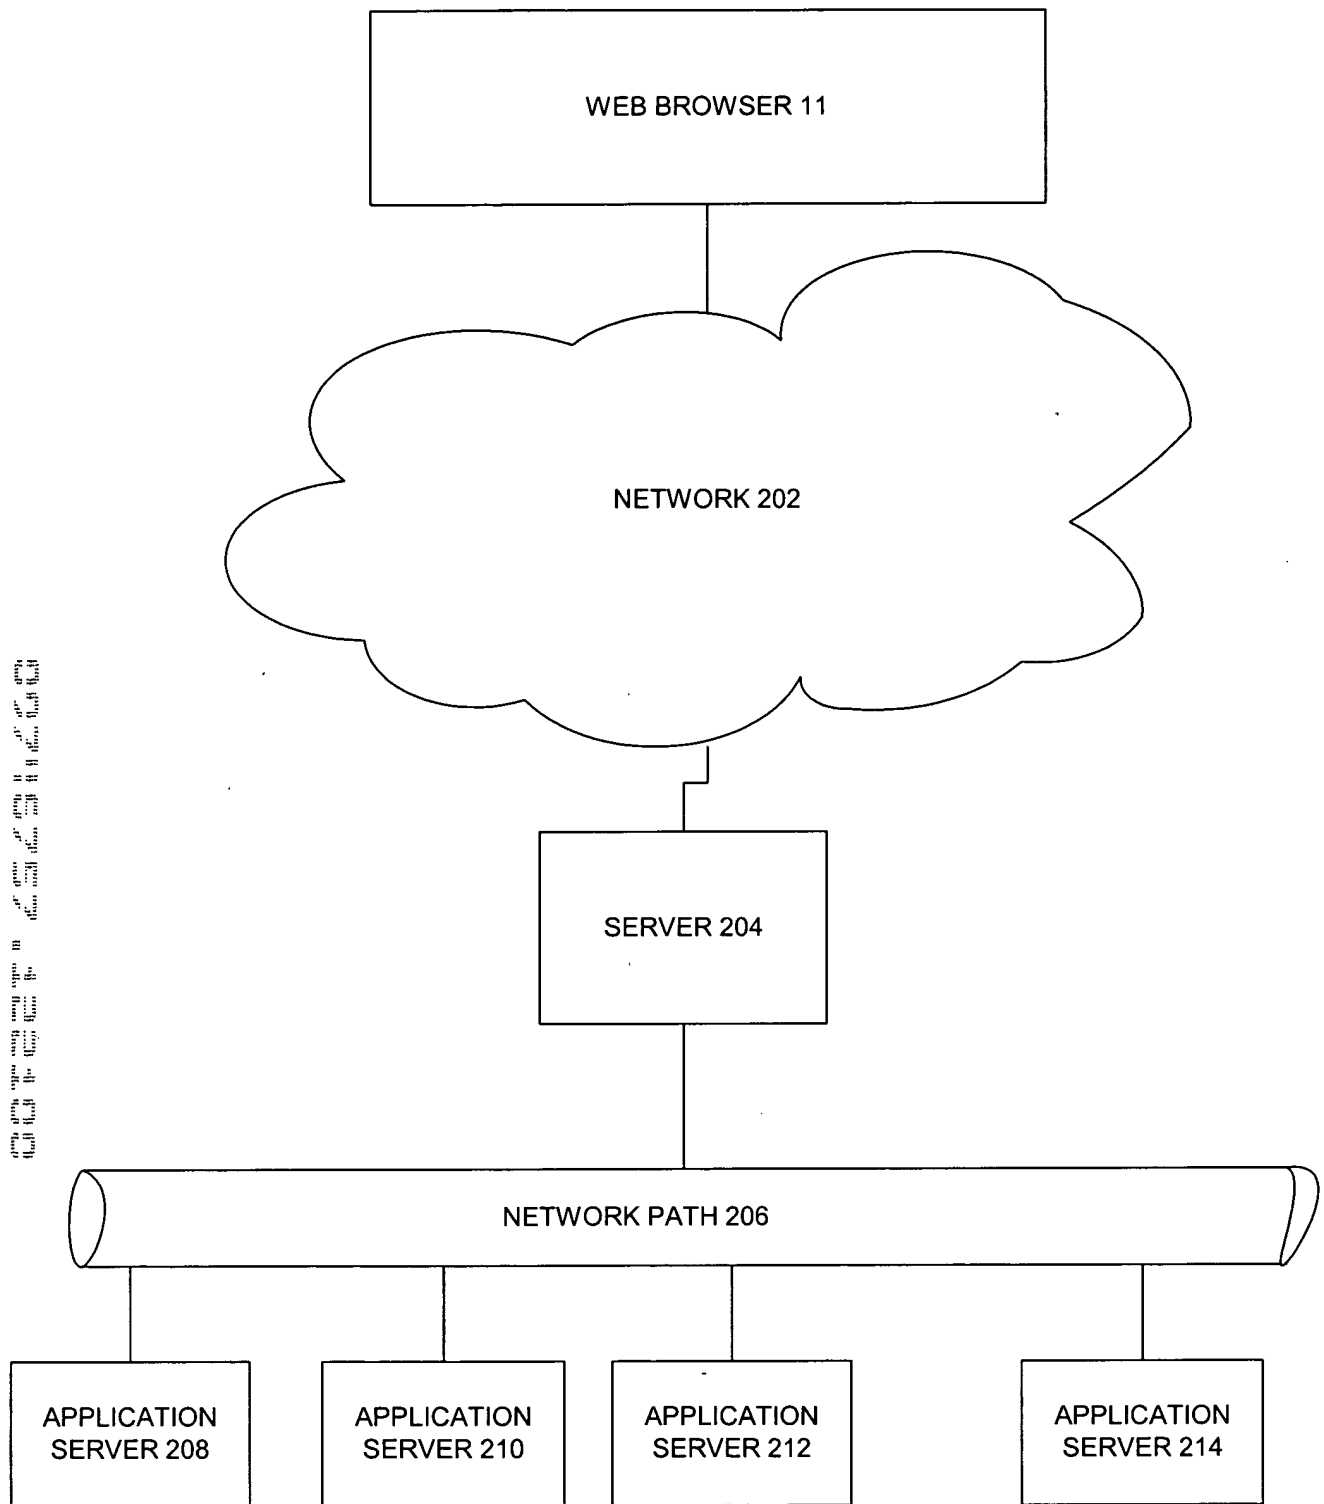 WEB BROWSER 11
NETWORK 202
SERVER 204
NETWORK PATH 206
APPLICATION
SERVER 208
APPLICATION
SERVER 210
APPLICATION
SERVER 212
APPLICATION
SERVER 214